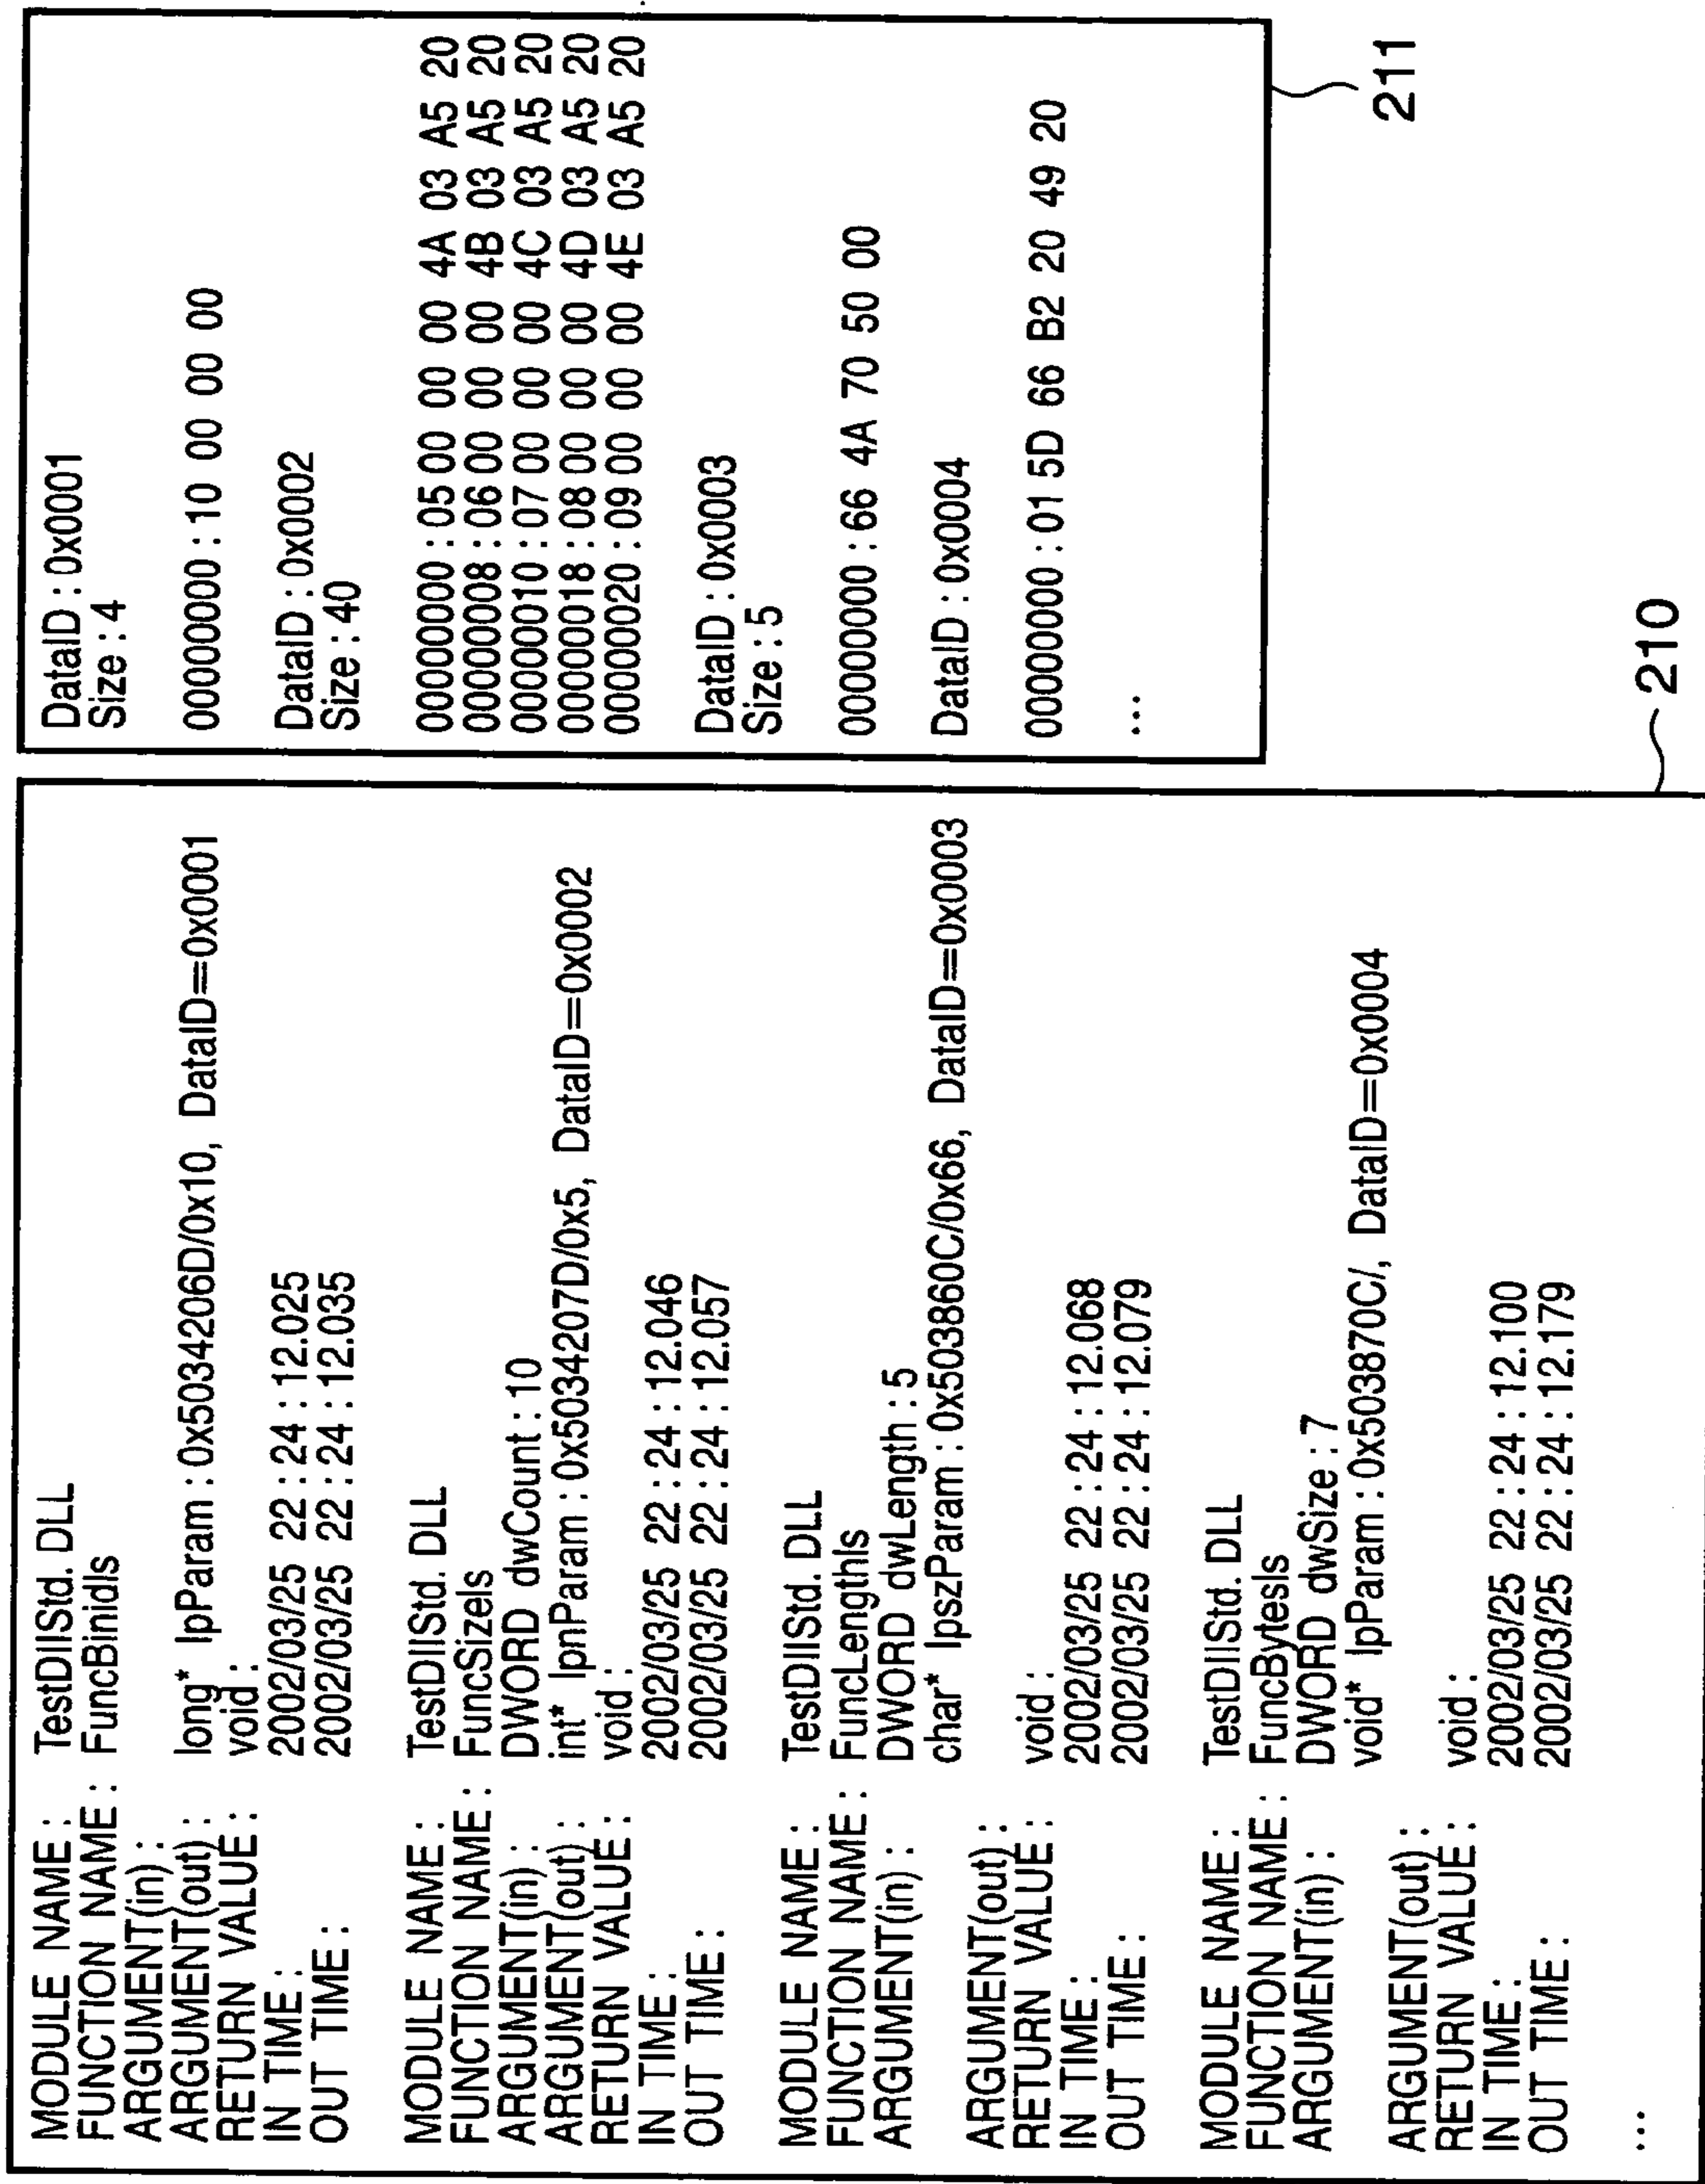 MODULE NAME : TestDllStd. DLL
FUNCTION NAME : FuncBinidIs
ARGUMENT(in) :
ARGUMENT(out) : long* lpParam : 0x5034206D/0x10, DataID=0x0001
RETURN VALUE : void :
IN TIME : 2002/03/25 22 : 24 : 12.025
OUT TIME : 2002/03/25 22 : 24 : 12.035
MODULE NAME : TestDllStd. DLL
FUNCTION NAME : FuncSizeIs
ARGUMENT(in) : DWORD dwCount : 10
ARGUMENT(out) : int* lpnParam : 0x5034207D/0x5, DataID=0x0002
RETURN VALUE : void :
IN TIME : 2002/03/25 22 : 24 : 12.046
OUT TIME : 2002/03/25 22 : 24 : 12.057
MODULE NAME : TestDllStd. DLL
FUNCTION NAME : FuncLengthIs
ARGUMENT(in) : DWORD dwLength : 5
char* lpszParam : 0x503860C/0x66, DataID=0x0003
ARGUMENT(out) :
RETURN VALUE : void :
IN TIME : 2002/03/25 22 : 24 : 12.068
OUT TIME : 2002/03/25 22 : 24 : 12.079
MODULE NAME : TestDllStd. DLL
FUNCTION NAME : FuncBytesIs
ARGUMENT(in) : DWORD dwSize : 7
void* lpParam : 0x503870C/, DataID=0x0004
ARGUMENT(out) :
RETURN VALUE : void :
IN TIME : 2002/03/25 22 : 24 : 12.100
OUT TIME : 2002/03/25 22 : 24 : 12.179
...
210
DataID : 0x0001
Size : 4
00000000 : 10 00 00 00
DataID : 0x0002
Size : 40
00000000 : 05 00 00 00 4A 03 A5 20
00000008 : 06 00 00 00 4B 03 A5 20
00000010 : 07 00 00 00 4C 03 A5 20
00000018 : 08 00 00 00 4D 03 A5 20
00000020 : 09 00 00 00 4E 03 A5 20
DataID : 0x0003
Size : 5
00000000 : 66 4A 70 50 00
DataID : 0x0004
00000000 : 01 5D 66 B2 20 49 20
...
211